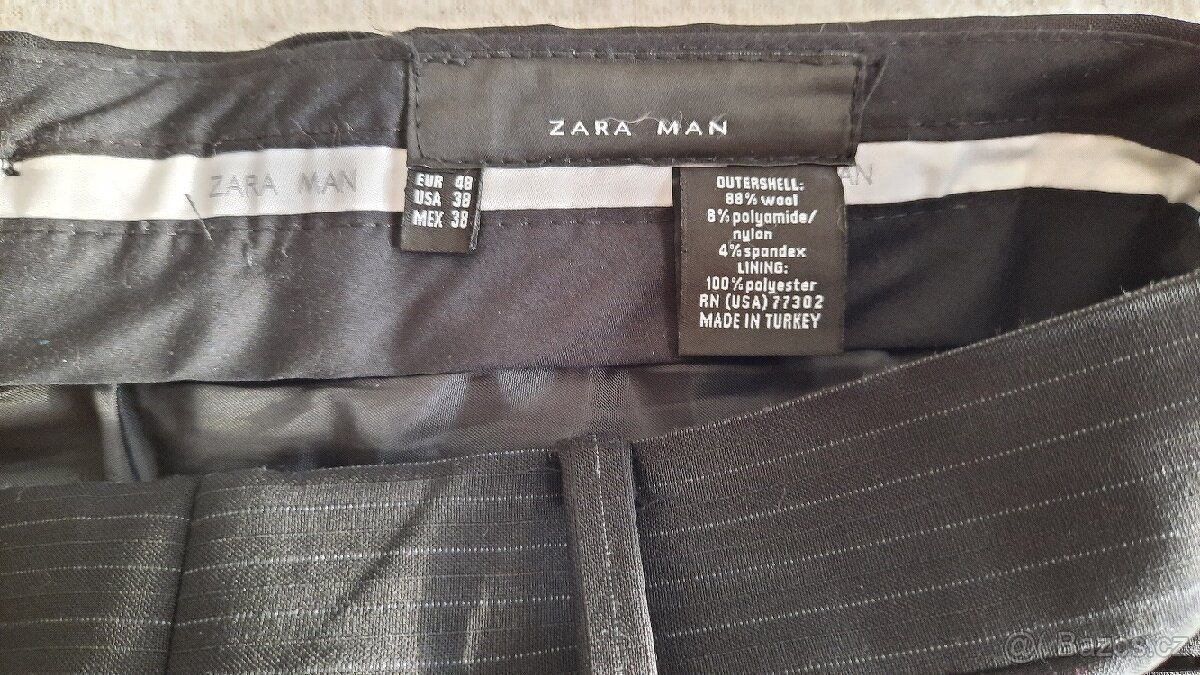 ZARA MAN
ZARA MAN
AN
EUR 48
USA 38
MEX 38
OUTERSHELL:
88% wool
8% polyamide/
nylon
4% spandex
LINING:
100% polyester
RN (USA) 77302
MADE IN TURKEY
@ Bazos.cz